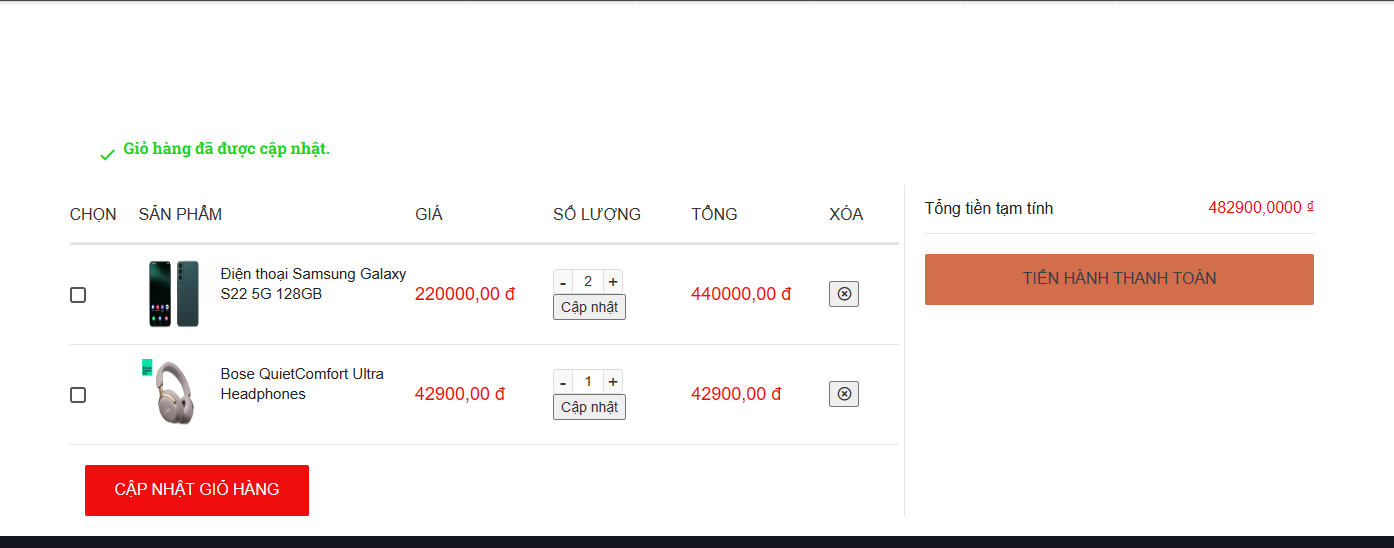 Giỏ hàng đã được cập nhật.
CHỌN SẢN PHẨM GIÁ SỐ LƯỢNG TỔNG XÓA
Điện thoại Samsung Galaxy
S22 5G 128GB
220000,00 đ
- 2 +
Cập nhật
440000,00 đ
Bose QuietComfort Ultra
Headphones
42900,00 đ
- 1 +
Cập nhật
42900,00 đ
CẬP NHẬT GIỎ HÀNG
Tổng tiền tạm tính 482900,0000 ₫
TIẾN HÀNH THANH TOÁN